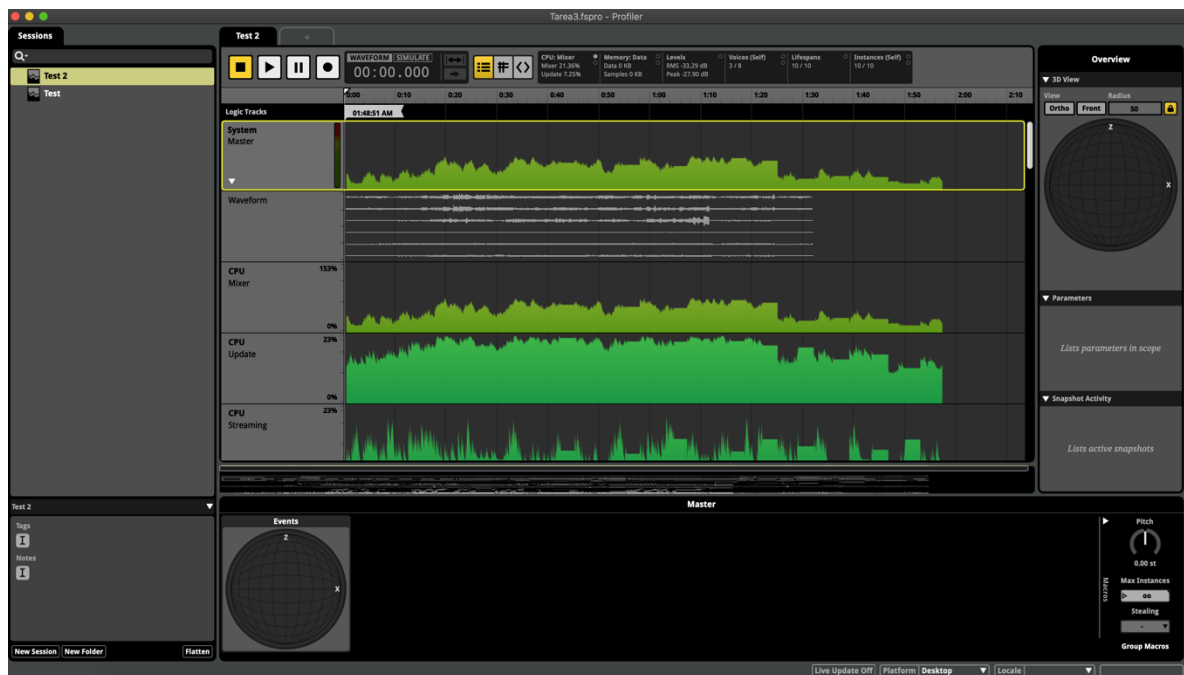 Tarea3.fspro - Profiler
Sessions
Test 2
Test
Test 2
+
WAVEFORM SIMULATE
00:00.000
CPU: Mixer
Mixer 21.36%
Update 7.25%
Memory: Data
Data 0 KB
Samples 0 KB
Levels
RMS -33.29 dB
Peak -27.90 dB
Voices (Self)
3 / 8
Lifespans
10 / 10
Instances (Self)
10 / 10
0:00 0:10 0:20 0:30 0:40 0:50 1:00 1:10 1:20 1:30 1:40 1:50 2:00 2:10
Logic Tracks
01:48:51 AM
System
Master
Waveform
CPU 153%
Mixer
0%
CPU 23%
Update
0%
CPU 23%
Streaming
Overview
3D View
View Radius
Ortho Front 50
Z
X
Parameters
Lists parameters in scope
Snapshot Activity
Lists active snapshots
Test 2
Tags
Notes
New Session New Folder Flatten
Master
Events
Z
X
Macros
Pitch
0.00 st
Max Instances
∞
Stealing
-
Group Macros
Live Update Off Platform Desktop Locale